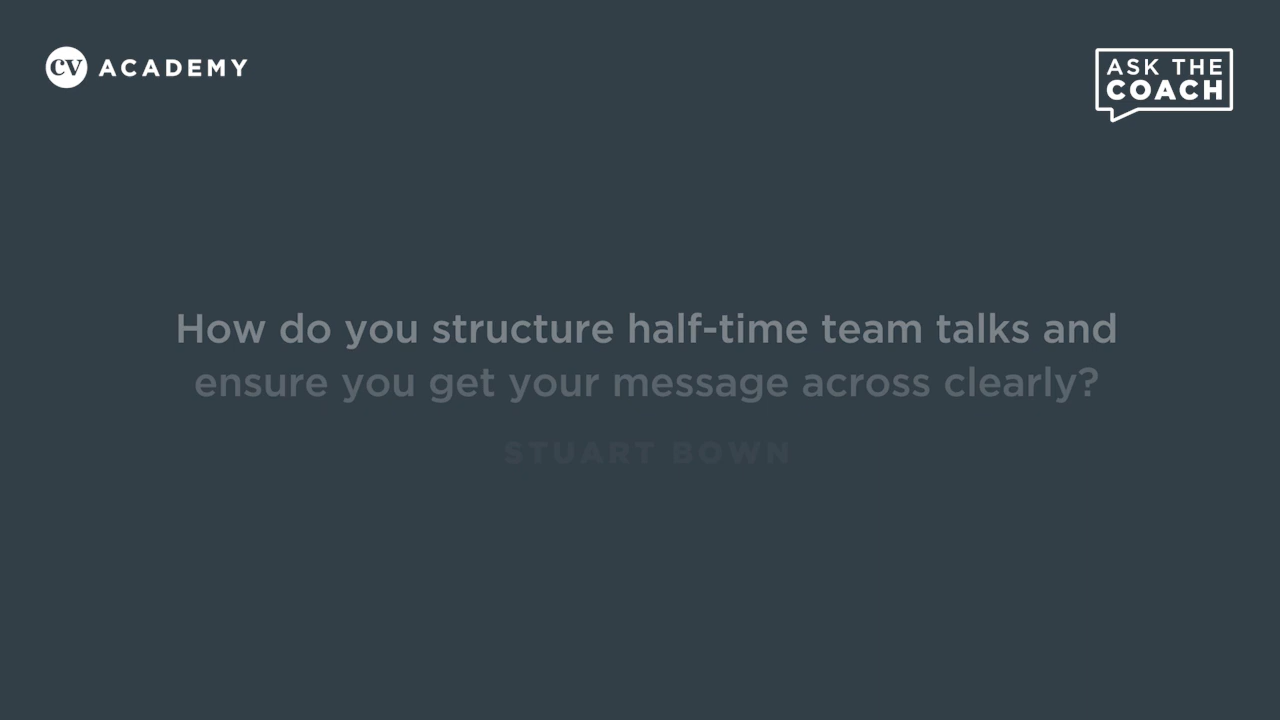 cv ACADEMY
ASK THE
COACH
How do you structure half-time team talks and
ensure you get your message across clearly?
STUART BOWN